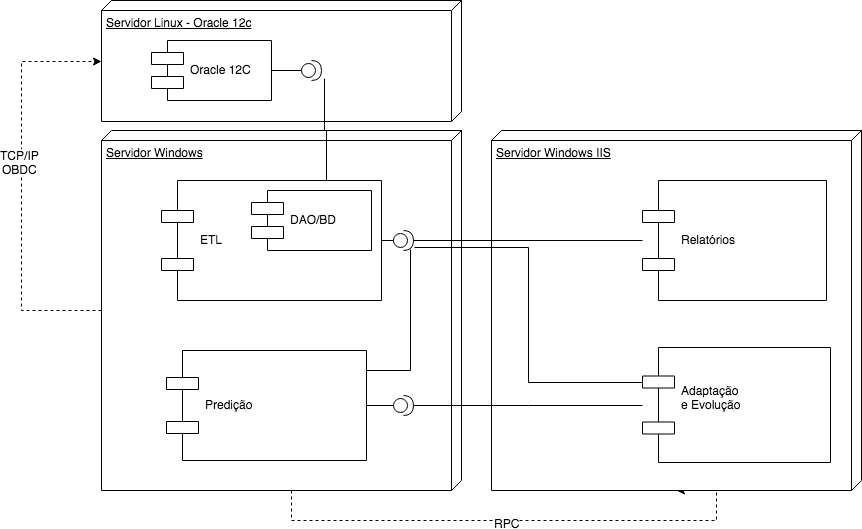 Servidor Linux - Oracle 12c
Oracle 12C
TCP/IP
OBDC
Servidor Windows
DAO/BD
ETL
Predição
Servidor Windows IIS
Relatórios
Adaptação
e Evolução
RPC